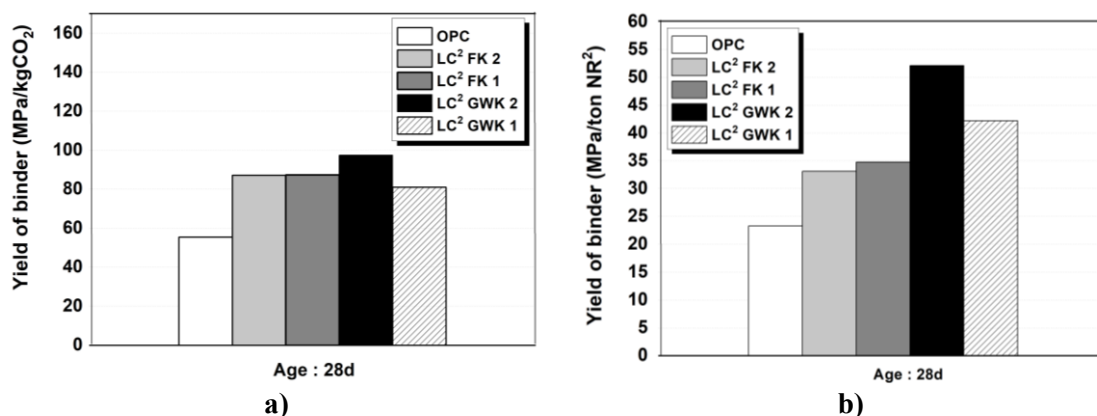 Yield of binder (MPa/kgCO₂)
160
140
120
100
80
60
40
20
0
OPC
LC² FK 2
LC² FK 1
LC² GWK 2
LC² GWK 1
Age : 28d
a)
Yield of binder (MPa/ton NR²)
60
55
50
45
40
35
30
25
20
15
10
5
0
OPC
LC² FK 2
LC² FK 1
LC² GWK 2
LC² GWK 1
Age : 28d
b)